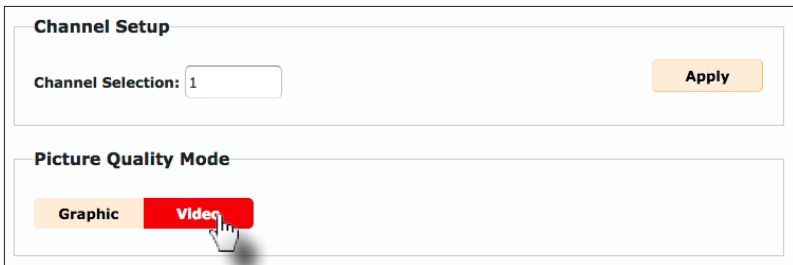 Channel Setup
Channel Selection: 1
Apply
Picture Quality Mode
Graphic
Video